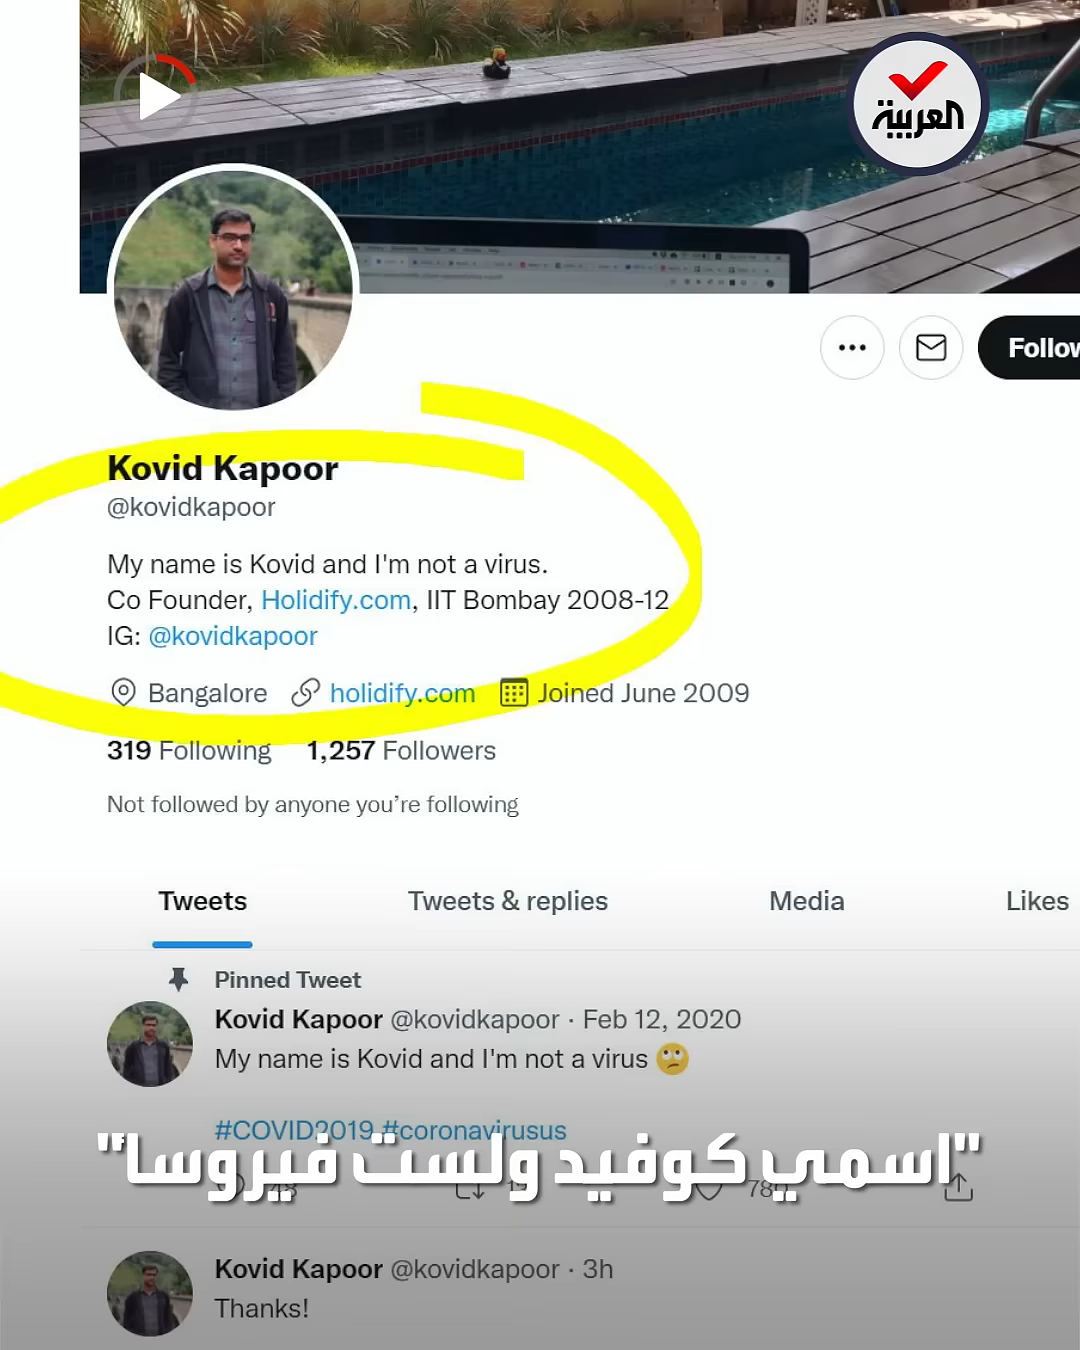 العربية
Follow
Kovid Kapoor
@kovidkapoor
My name is Kovid and I'm not a virus.
Co Founder, Holidify.com, IIT Bombay 2008-12
IG: @kovidkapoor
Bangalore holidify.com Joined June 2009
319 Following 1,257 Followers
Not followed by anyone you're following
Tweets Tweets & replies Media Likes
Pinned Tweet
Kovid Kapoor @kovidkapoor · Feb 12, 2020
My name is Kovid and I'm not a virus 🙄
#COVID2019 #coronavirusus
"اسمي كوفيد ولست فيروسا"
Kovid Kapoor @kovidkapoor · 3h
Thanks!